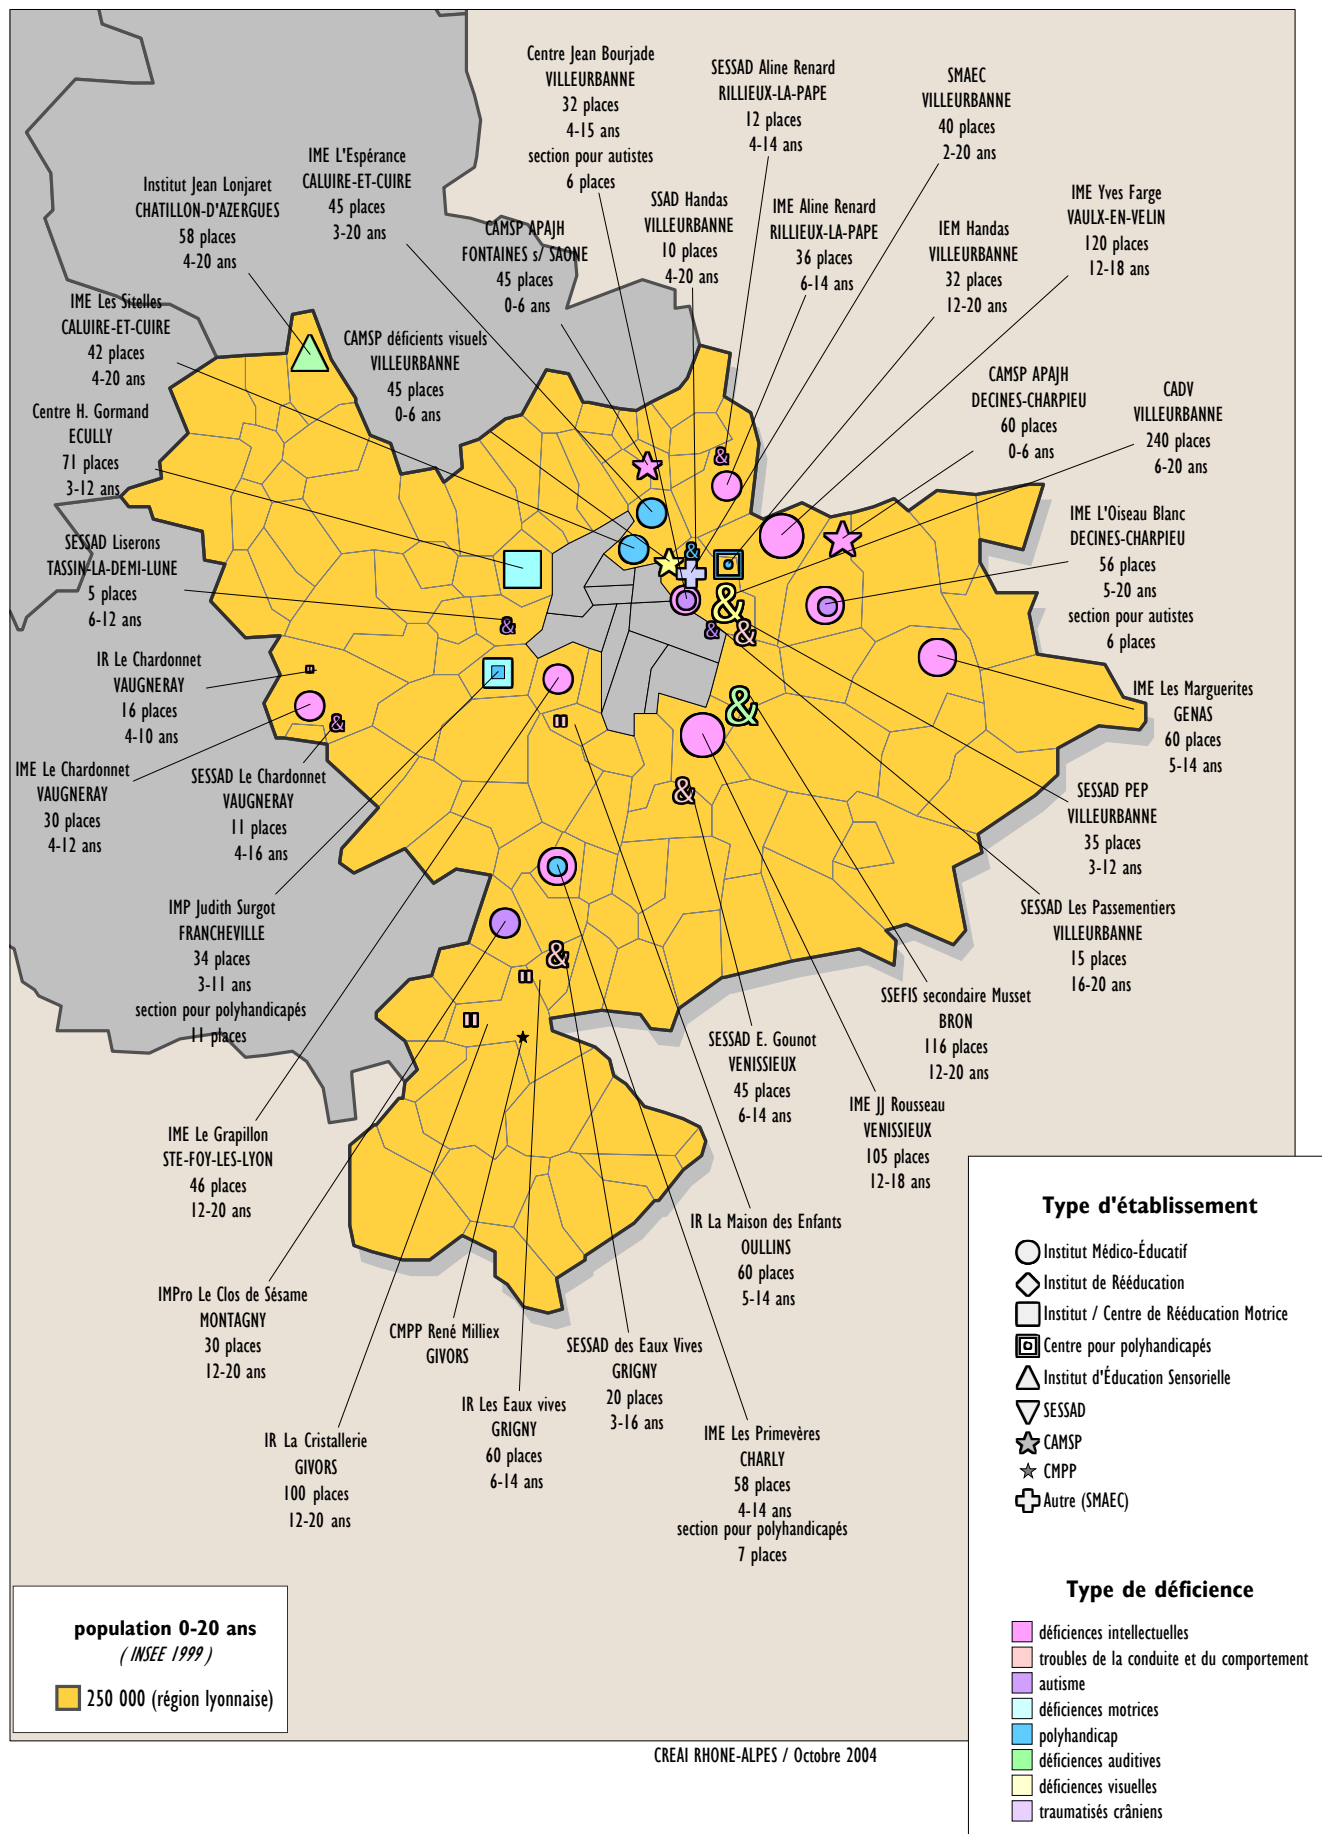 Centre Jean Bourjade
VILLEURBANNE
32 places
4-15 ans
section pour autistes
6 places
SESSAD Aline Renard
RILLIEUX-LA-PAPE
12 places
4-14 ans
SMAEC
VILLEURBANNE
40 places
2-20 ans
IME L'Espérance
CALUIRE-ET-CUIRE
45 places
3-20 ans
Institut Jean Lonjaret
CHATILLON-D'AZERGUES
58 places
4-20 ans
CAMSP APAJH
FONTAINES s/ SAONE
45 places
0-6 ans
SSAD Handas
VILLEURBANNE
10 places
4-20 ans
IME Aline Renard
RILLIEUX-LA-PAPE
36 places
6-14 ans
IEM Handas
VILLEURBANNE
32 places
12-20 ans
IME Yves Farge
VAULX-EN-VELIN
120 places
12-18 ans
IME Les Sitelles
CALUIRE-ET-CUIRE
42 places
4-20 ans
CAMSP déficients visuels
VILLEURBANNE
45 places
0-6 ans
CAMSP APAJH
DECINES-CHARPIEU
60 places
0-6 ans
CADV
VILLEURBANNE
240 places
6-20 ans
Centre H. Gormand
ECULLY
71 places
3-12 ans
IME L'Oiseau Blanc
DECINES-CHARPIEU
56 places
5-20 ans
section pour autistes
6 places
SESSAD Liserons
TASSIN-LA-DEMI-LUNE
5 places
6-12 ans
IR Le Chardonnet
VAUGNERAY
16 places
4-10 ans
IME Les Marguerites
GENAS
60 places
5-14 ans
IME Le Chardonnet
VAUGNERAY
30 places
4-12 ans
SESSAD Le Chardonnet
VAUGNERAY
11 places
4-16 ans
SESSAD PEP
VILLEURBANNE
35 places
3-12 ans
IMP Judith Surgot
FRANCHEVILLE
34 places
3-11 ans
section pour polyhandicapés
11 places
SESSAD Les Passementiers
VILLEURBANNE
15 places
16-20 ans
SSEFIS secondaire Musset
BRON
116 places
12-20 ans
SESSAD E. Gounot
VENISSIEUX
45 places
6-14 ans
IME JJ Rousseau
VENISSIEUX
105 places
12-18 ans
IME Le Grapillon
STE-FOY-LES-LYON
46 places
12-20 ans
IR La Maison des Enfants
OULLINS
60 places
5-14 ans
IMPro Le Clos de Sésame
MONTAGNY
30 places
12-20 ans
CMPP René Milliex
GIVORS
SESSAD des Eaux Vives
GRIGNY
20 places
3-16 ans
IR Les Eaux vives
GRIGNY
60 places
6-14 ans
IR La Cristallerie
GIVORS
100 places
12-20 ans
IME Les Primevères
CHARLY
58 places
4-14 ans
section pour polyhandicapés
7 places
&
&
&
&
&
&
&
&
&
&
Type d'établissement
Institut Médico-Éducatif
Institut de Rééducation
Institut / Centre de Rééducation Motrice
Centre pour polyhandicapés
Institut d'Éducation Sensorielle
SESSAD
CAMSP
CMPP
Autre (SMAEC)
Type de déficience
déficiences intellectuelles
troubles de la conduite et du comportement
autisme
déficiences motrices
polyhandicap
déficiences auditives
déficiences visuelles
traumatisés crâniens
population 0-20 ans
( INSEE 1999 )
250 000 (région lyonnaise)
CREAI RHONE-ALPES / Octobre 2004